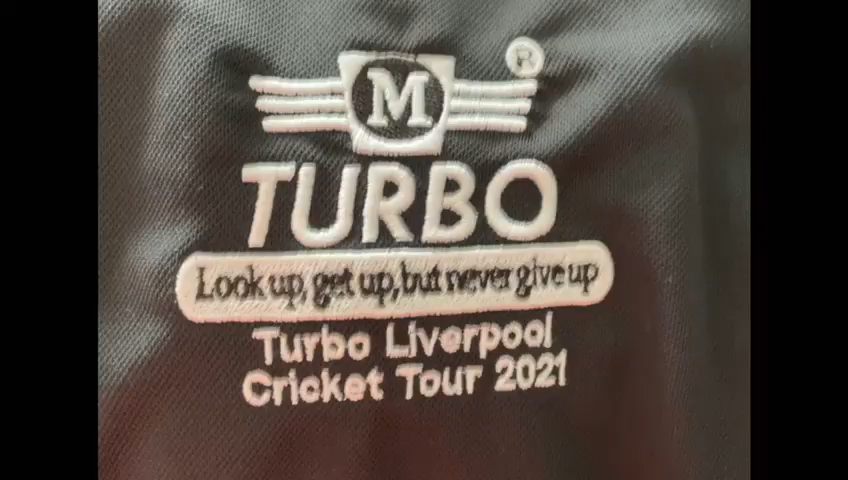 M ®
TURBO
Look up, get up, but never give up
Turbo Liverpool
Cricket Tour 2021